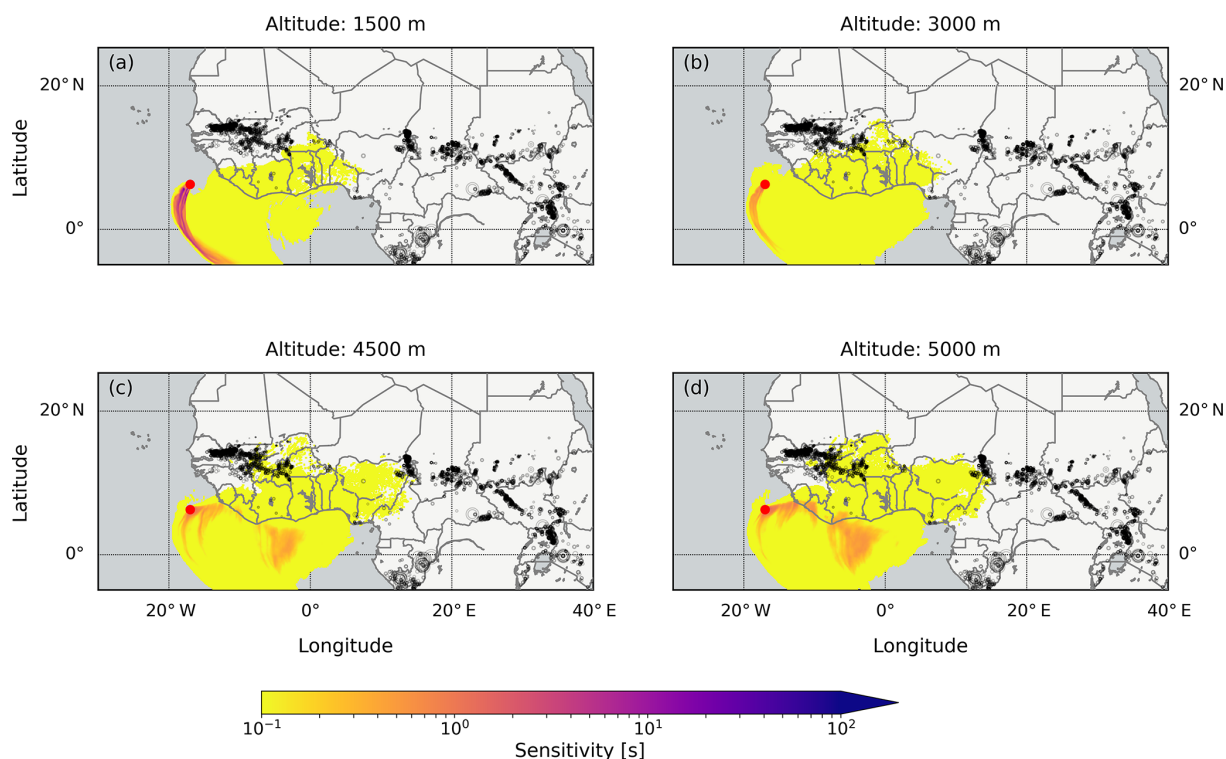 Altitude: 1500 m
Altitude: 3000 m
(a)
(b)
20° N
20° N
Latitude
0°
0°
Altitude: 4500 m
Altitude: 5000 m
(c)
(d)
20° N
20° N
Latitude
0°
0°
20° W 0° 20° E 40° E
20° W 0° 20° E 40° E
Longitude
Longitude
10⁻¹ 10⁰ 10¹ 10²
Sensitivity [s]